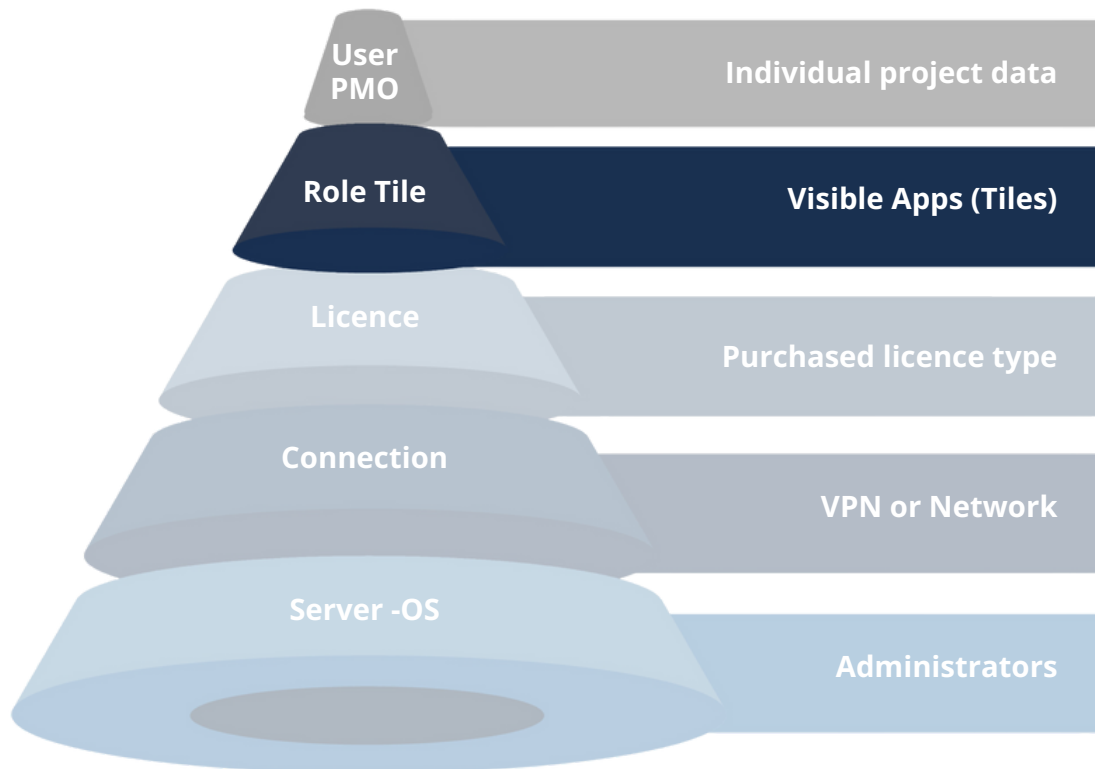 User
PMO
Individual project data
Role Tile
Visible Apps (Tiles)
Licence
Purchased licence type
Connection
VPN or Network
Server -OS
Administrators